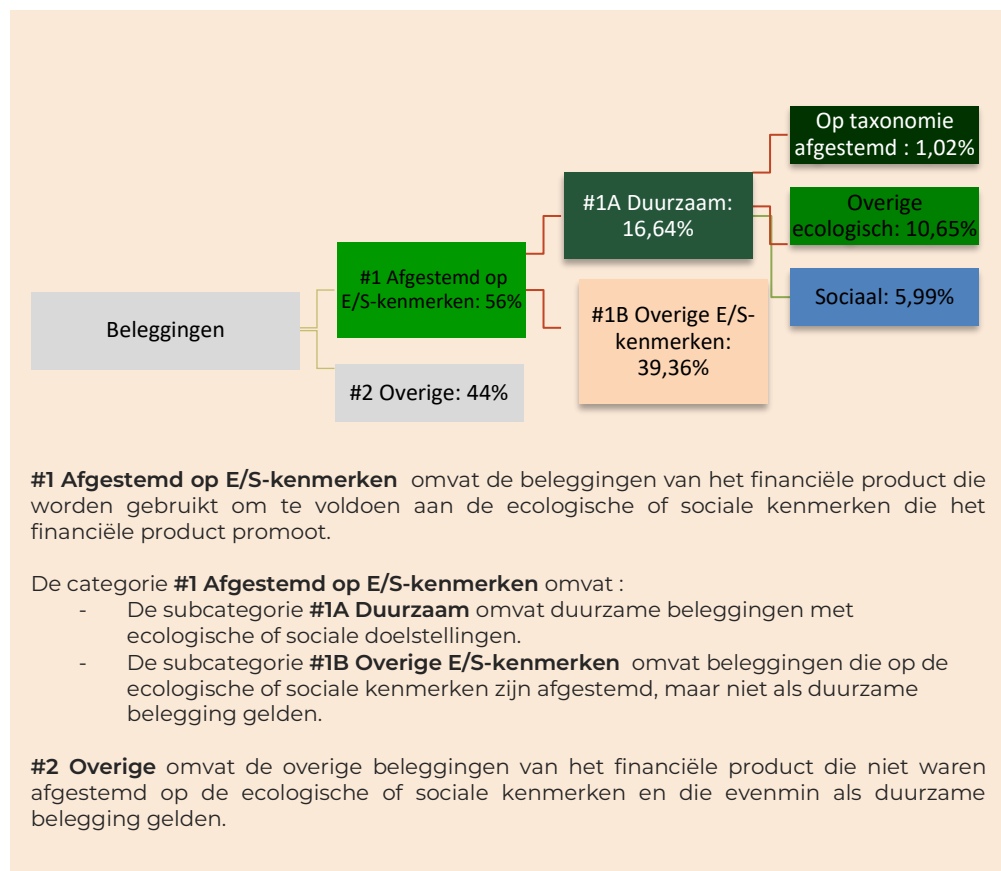 Op taxonomie
afgestemd : 1,02%
#1A Duurzaam:
16,64%
Overige
ecologisch: 10,65%
#1 Afgestemd op
E/S-kenmerken: 56%
Sociaal: 5,99%
Beleggingen
#1B Overige E/S-
kenmerken:
39,36%
#2 Overige: 44%
#1 Afgestemd op E/S-kenmerken omvat de beleggingen van het financiële product die
worden gebruikt om te voldoen aan de ecologische of sociale kenmerken die het
financiële product promoot.
De categorie #1 Afgestemd op E/S-kenmerken omvat :
- De subcategorie #1A Duurzaam omvat duurzame beleggingen met
ecologische of sociale doelstellingen.
- De subcategorie #1B Overige E/S-kenmerken omvat beleggingen die op de
ecologische of sociale kenmerken zijn afgestemd, maar niet als duurzame
belegging gelden.
#2 Overige omvat de overige beleggingen van het financiële product die niet waren
afgestemd op de ecologische of sociale kenmerken en die evenmin als duurzame
belegging gelden.